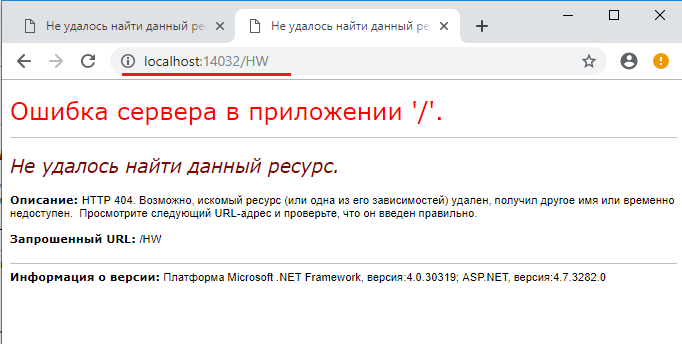 Не удалось найти данный рес
Не удалось найти данный ре
localhost:14032/HW
Ошибка сервера в приложении '/'.
Не удалось найти данный ресурс.
Описание: HTTP 404. Возможно, искомый ресурс (или одна из его зависимостей) удален, получил другое имя или временно
недоступен. Просмотрите следующий URL-адрес и проверьте, что он введен правильно.
Запрошенный URL: /HW
Информация о версии: Платформа Microsoft .NET Framework, версия:4.0.30319; ASP.NET, версия:4.7.3282.0